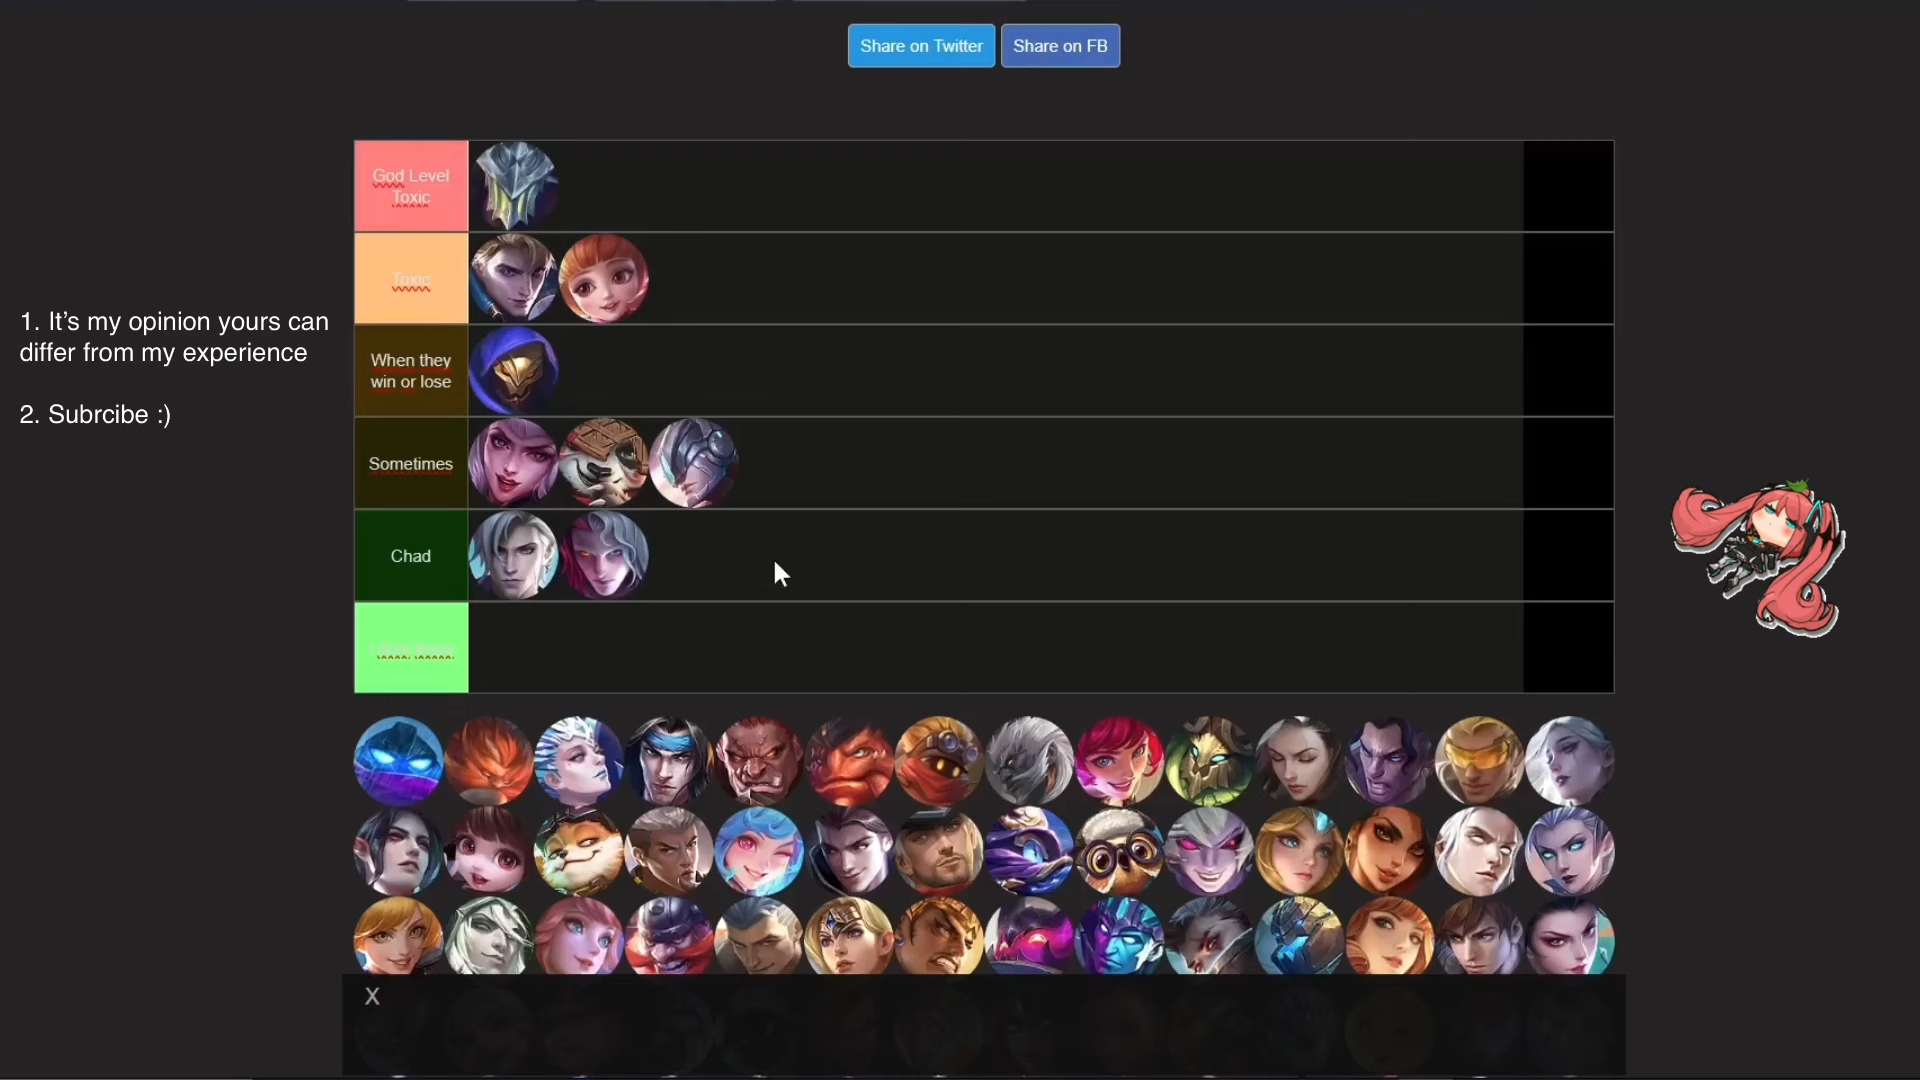 Share on Twitter
Share on FB
God Level
Toxic
Toxic
1. It's my opinion yours can
differ from my experience
2. Subrcibe :)
When they
win or lose
Sometimes
Chad
X